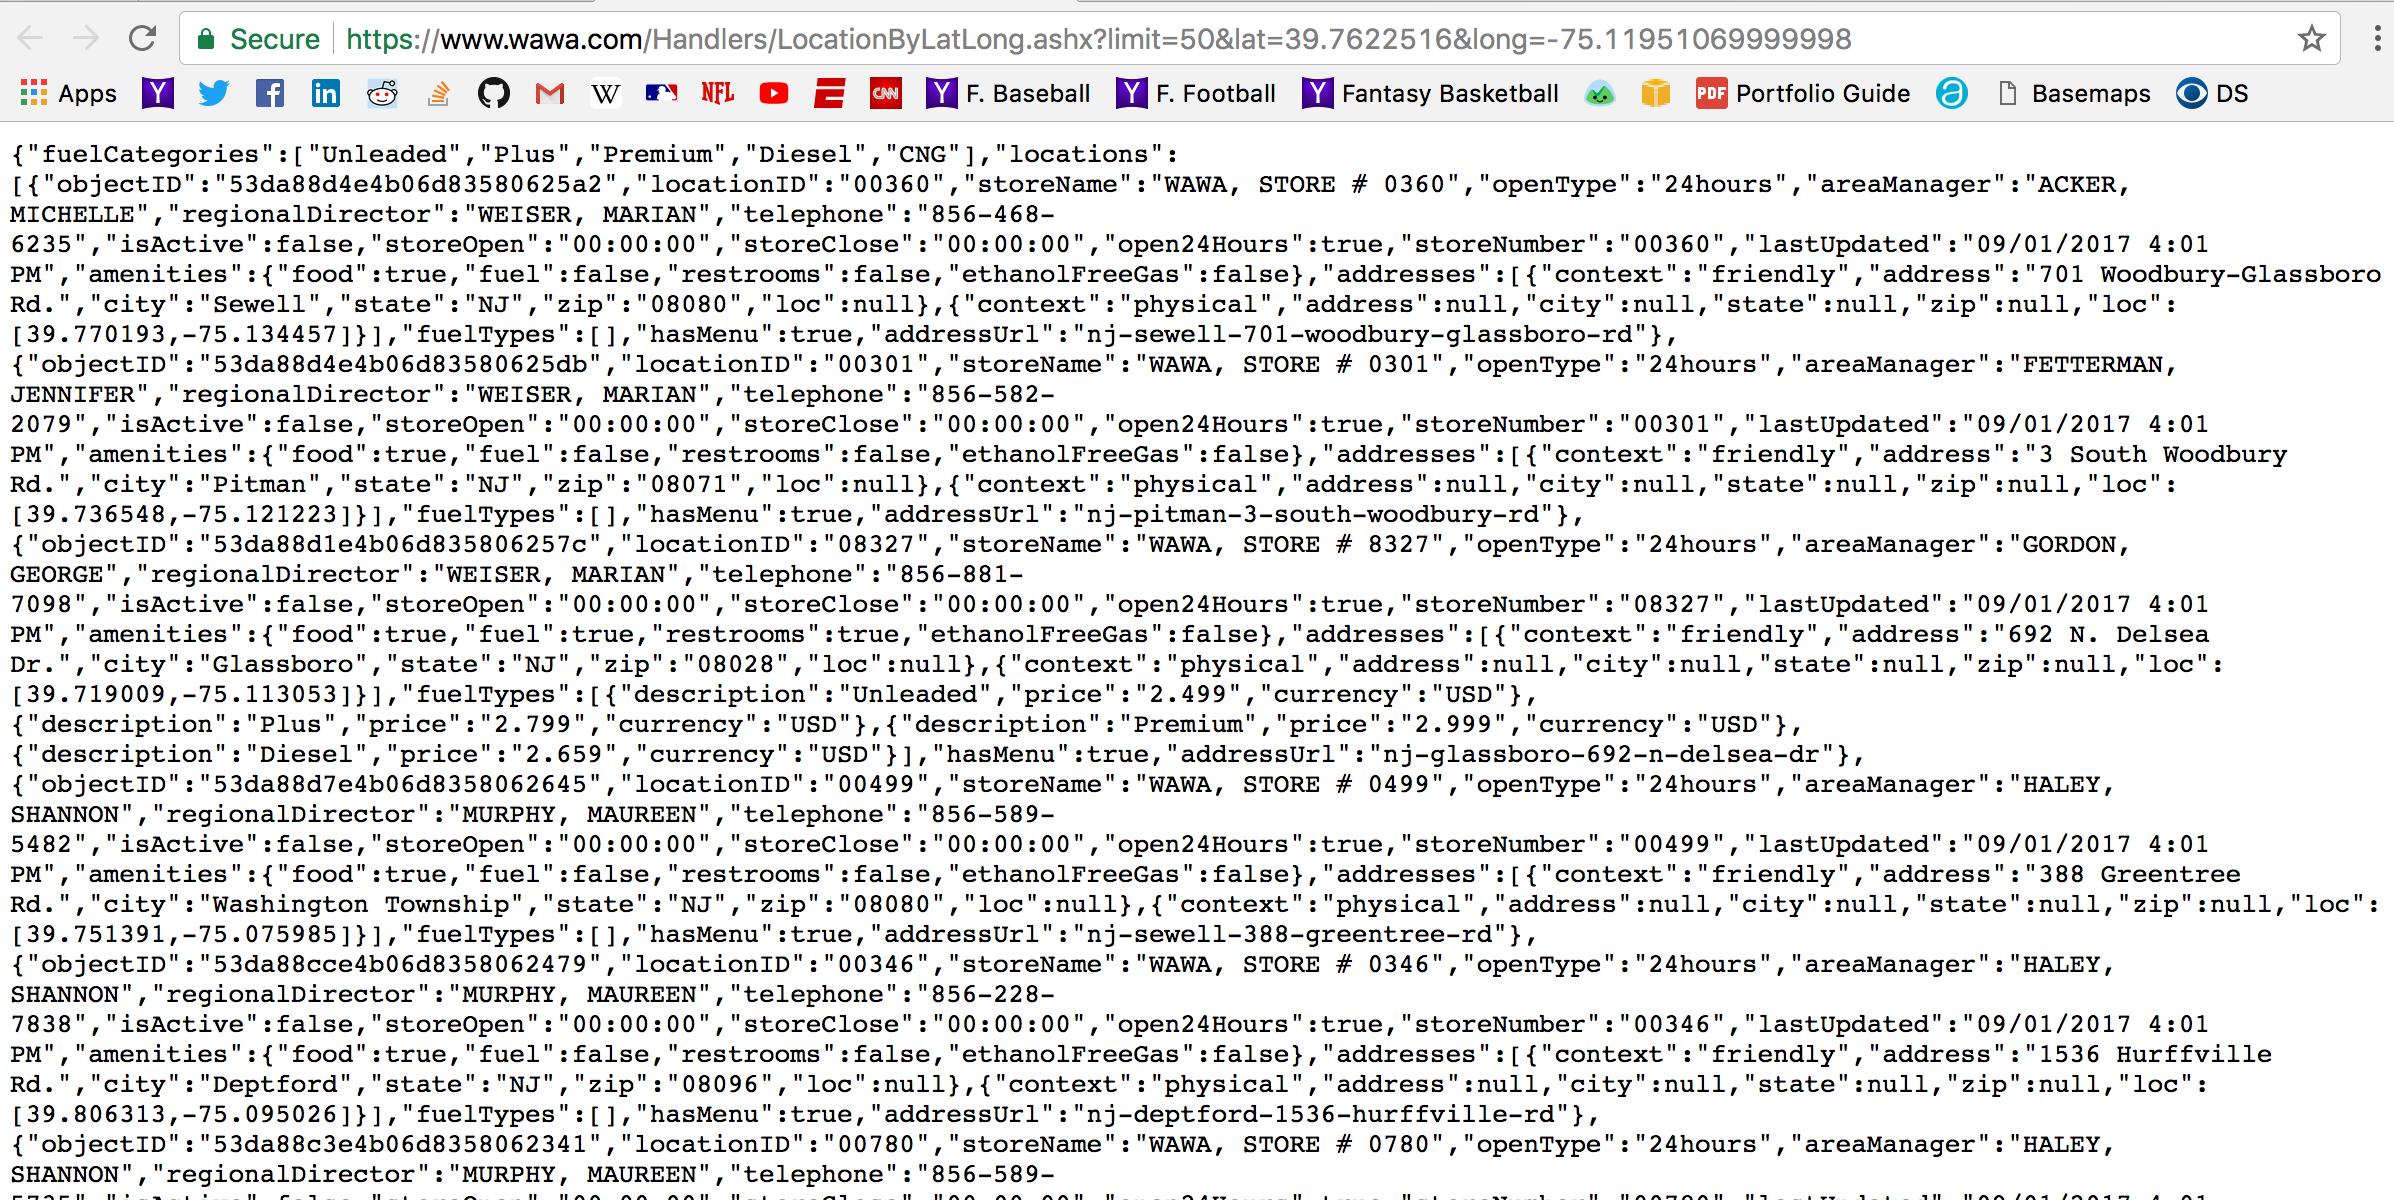 Secure https://www.wawa.com/Handlers/LocationByLatLong.ashx?limit=50&lat=39.7622516&long=-75.11951069999998
Apps Y in W NFL E CNN Y F. Baseball Y F. Football Y Fantasy Basketball PDF Portfolio Guide Basemaps DS
{"fuelCategories":["Unleaded","Plus","Premium","Diesel","CNG"],"locations":
[{"objectID":"53da88d4e4b06d83580625a2","locationID":"00360","storeName":"WAWA, STORE # 0360","openType":"24hours","areaManager":"ACKER,
MICHELLE","regionalDirector":"WEISER, MARIAN","telephone":"856-468-
6235","isActive":false,"storeOpen":"00:00:00","storeClose":"00:00:00","open24Hours":true,"storeNumber":"00360","lastUpdated":"09/01/2017 4:01
PM","amenities":{"food":true,"fuel":false,"restrooms":false,"ethanolFreeGas":false},"addresses":[{"context":"friendly","address":"701 Woodbury-Glassboro
Rd.","city":"Sewell","state":"NJ","zip":"08080","loc":null},{"context":"physical","address":null,"city":null,"state":null,"zip":null,"loc":
[39.770193,-75.134457]}],"fuelTypes":[],"hasMenu":true,"addressUrl":"nj-sewell-701-woodbury-glassboro-rd"},
{"objectID":"53da88d4e4b06d83580625db","locationID":"00301","storeName":"WAWA, STORE # 0301","openType":"24hours","areaManager":"FETTERMAN,
JENNIFER","regionalDirector":"WEISER, MARIAN","telephone":"856-582-
2079","isActive":false,"storeOpen":"00:00:00","storeClose":"00:00:00","open24Hours":true,"storeNumber":"00301","lastUpdated":"09/01/2017 4:01
PM","amenities":{"food":true,"fuel":false,"restrooms":false,"ethanolFreeGas":false},"addresses":[{"context":"friendly","address":"3 South Woodbury
Rd.","city":"Pitman","state":"NJ","zip":"08071","loc":null},{"context":"physical","address":null,"city":null,"state":null,"zip":null,"loc":
[39.736548,-75.121223]}],"fuelTypes":[],"hasMenu":true,"addressUrl":"nj-pitman-3-south-woodbury-rd"},
{"objectID":"53da88d1e4b06d835806257c","locationID":"08327","storeName":"WAWA, STORE # 8327","openType":"24hours","areaManager":"GORDON,
GEORGE","regionalDirector":"WEISER, MARIAN","telephone":"856-881-
7098","isActive":false,"storeOpen":"00:00:00","storeClose":"00:00:00","open24Hours":true,"storeNumber":"08327","lastUpdated":"09/01/2017 4:01
PM","amenities":{"food":true,"fuel":true,"restrooms":true,"ethanolFreeGas":false},"addresses":[{"context":"friendly","address":"692 N. Delsea
Dr.","city":"Glassboro","state":"NJ","zip":"08028","loc":null},{"context":"physical","address":null,"city":null,"state":null,"zip":null,"loc":
[39.719009,-75.113053]}],"fuelTypes":[{"description":"Unleaded","price":"2.499","currency":"USD"},
{"description":"Plus","price":"2.799","currency":"USD"},{"description":"Premium","price":"2.999","currency":"USD"},
{"description":"Diesel","price":"2.659","currency":"USD"}],"hasMenu":true,"addressUrl":"nj-glassboro-692-n-delsea-dr"},
{"objectID":"53da88d7e4b06d8358062645","locationID":"00499","storeName":"WAWA, STORE # 0499","openType":"24hours","areaManager":"HALEY,
SHANNON","regionalDirector":"MURPHY, MAUREEN","telephone":"856-589-
5482","isActive":false,"storeOpen":"00:00:00","storeClose":"00:00:00","open24Hours":true,"storeNumber":"00499","lastUpdated":"09/01/2017 4:01
PM","amenities":{"food":true,"fuel":false,"restrooms":false,"ethanolFreeGas":false},"addresses":[{"context":"friendly","address":"388 Greentree
Rd.","city":"Washington Township","state":"NJ","zip":"08080","loc":null},{"context":"physical","address":null,"city":null,"state":null,"zip":null,"loc":
[39.751391,-75.075985]}],"fuelTypes":[],"hasMenu":true,"addressUrl":"nj-sewell-388-greentree-rd"},
{"objectID":"53da88cce4b06d8358062479","locationID":"00346","storeName":"WAWA, STORE # 0346","openType":"24hours","areaManager":"HALEY,
SHANNON","regionalDirector":"MURPHY, MAUREEN","telephone":"856-228-
7838","isActive":false,"storeOpen":"00:00:00","storeClose":"00:00:00","open24Hours":true,"storeNumber":"00346","lastUpdated":"09/01/2017 4:01
PM","amenities":{"food":true,"fuel":false,"restrooms":false,"ethanolFreeGas":false},"addresses":[{"context":"friendly","address":"1536 Hurffville
Rd.","city":"Deptford","state":"NJ","zip":"08096","loc":null},{"context":"physical","address":null,"city":null,"state":null,"zip":null,"loc":
[39.806313,-75.095026]}],"fuelTypes":[],"hasMenu":true,"addressUrl":"nj-deptford-1536-hurffville-rd"},
{"objectID":"53da88c3e4b06d8358062341","locationID":"00780","storeName":"WAWA, STORE # 0780","openType":"24hours","areaManager":"HALEY,
SHANNON","regionalDirector":"MURPHY, MAUREEN","telephone":"856-589-